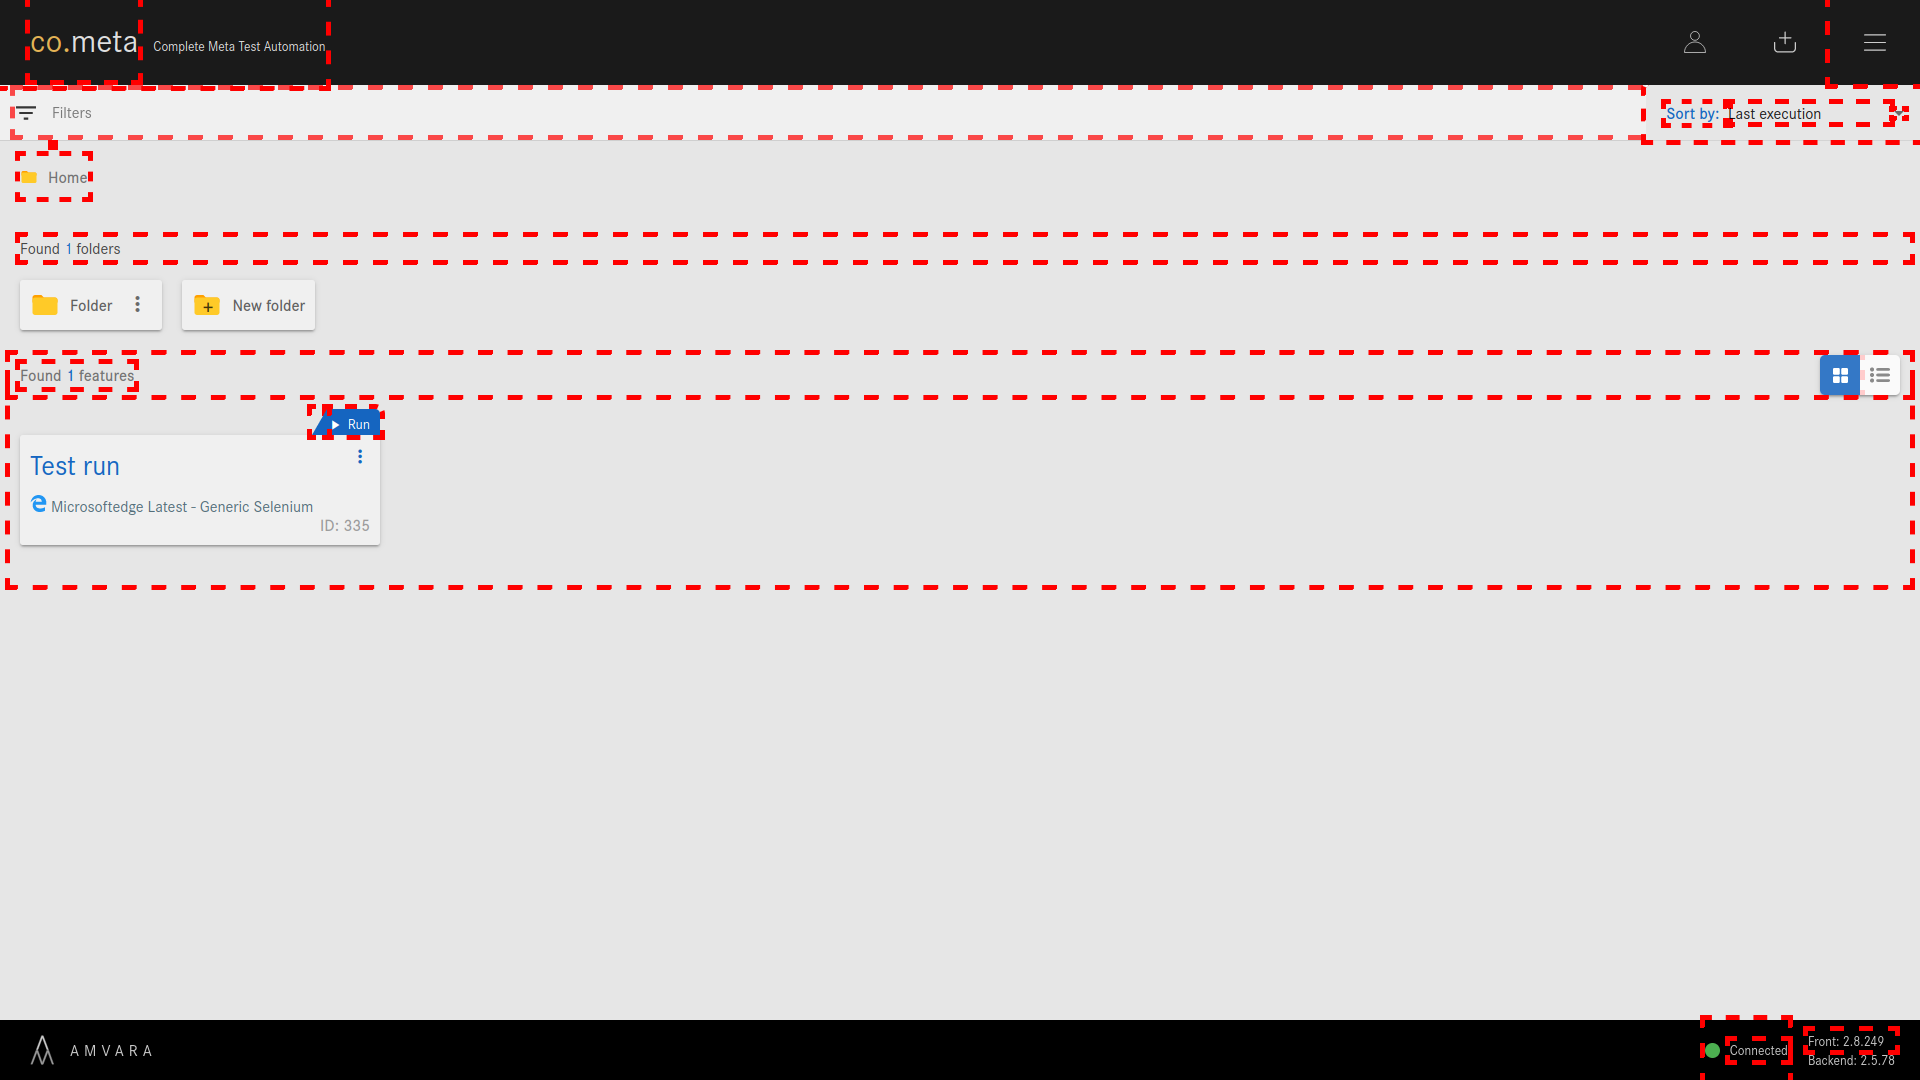 co.meta Complete Meta Test Automation
Filters
Sort by: Last execution
Home
Found 1 folders
Folder
New folder
Found 1 features
Run
Test run
Microsoftedge Latest - Generic Selenium
ID: 335
AMVARA
Connected
Front: 2.8.249
Backend: 2.5.78